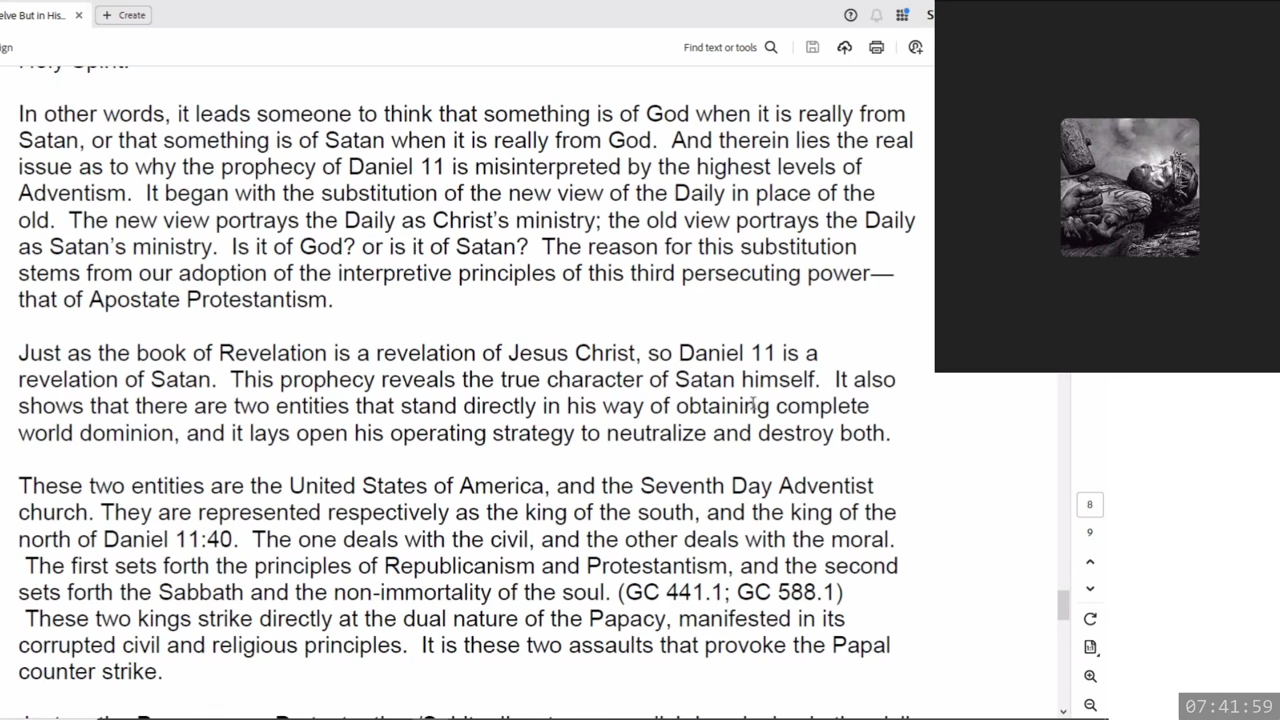 elve But in His..
Create
S
ign
Find text or tools
Holy Spirit.
In other words, it leads someone to think that something is of God when it is really from
Satan, or that something is of Satan when it is really from God.  And therein lies the real
issue as to why the prophecy of Daniel 11 is misinterpreted by the highest levels of
Adventism.  It began with the substitution of the new view of the Daily in place of the
old.  The new view portrays the Daily as Christ's ministry; the old view portrays the Daily
as Satan's ministry.  Is it of God? or is it of Satan?  The reason for this substitution
stems from our adoption of the interpretive principles of this third persecuting power—
that of Apostate Protestantism.
Just as the book of Revelation is a revelation of Jesus Christ, so Daniel 11 is a
revelation of Satan.  This prophecy reveals the true character of Satan himself.  It also
shows that there are two entities that stand directly in his way of obtaining complete
world dominion, and it lays open his operating strategy to neutralize and destroy both.
These two entities are the United States of America, and the Seventh Day Adventist
church. They are represented respectively as the king of the south, and the king of the
north of Daniel 11:40.  The one deals with the civil, and the other deals with the moral.
The first sets forth the principles of Republicanism and Protestantism, and the second
sets forth the Sabbath and the non-immortality of the soul. (GC 441.1; GC 588.1)
These two kings strike directly at the dual nature of the Papacy, manifested in its
corrupted civil and religious principles.  It is these two assaults that provoke the Papal
counter strike.
8
9
07:41:59